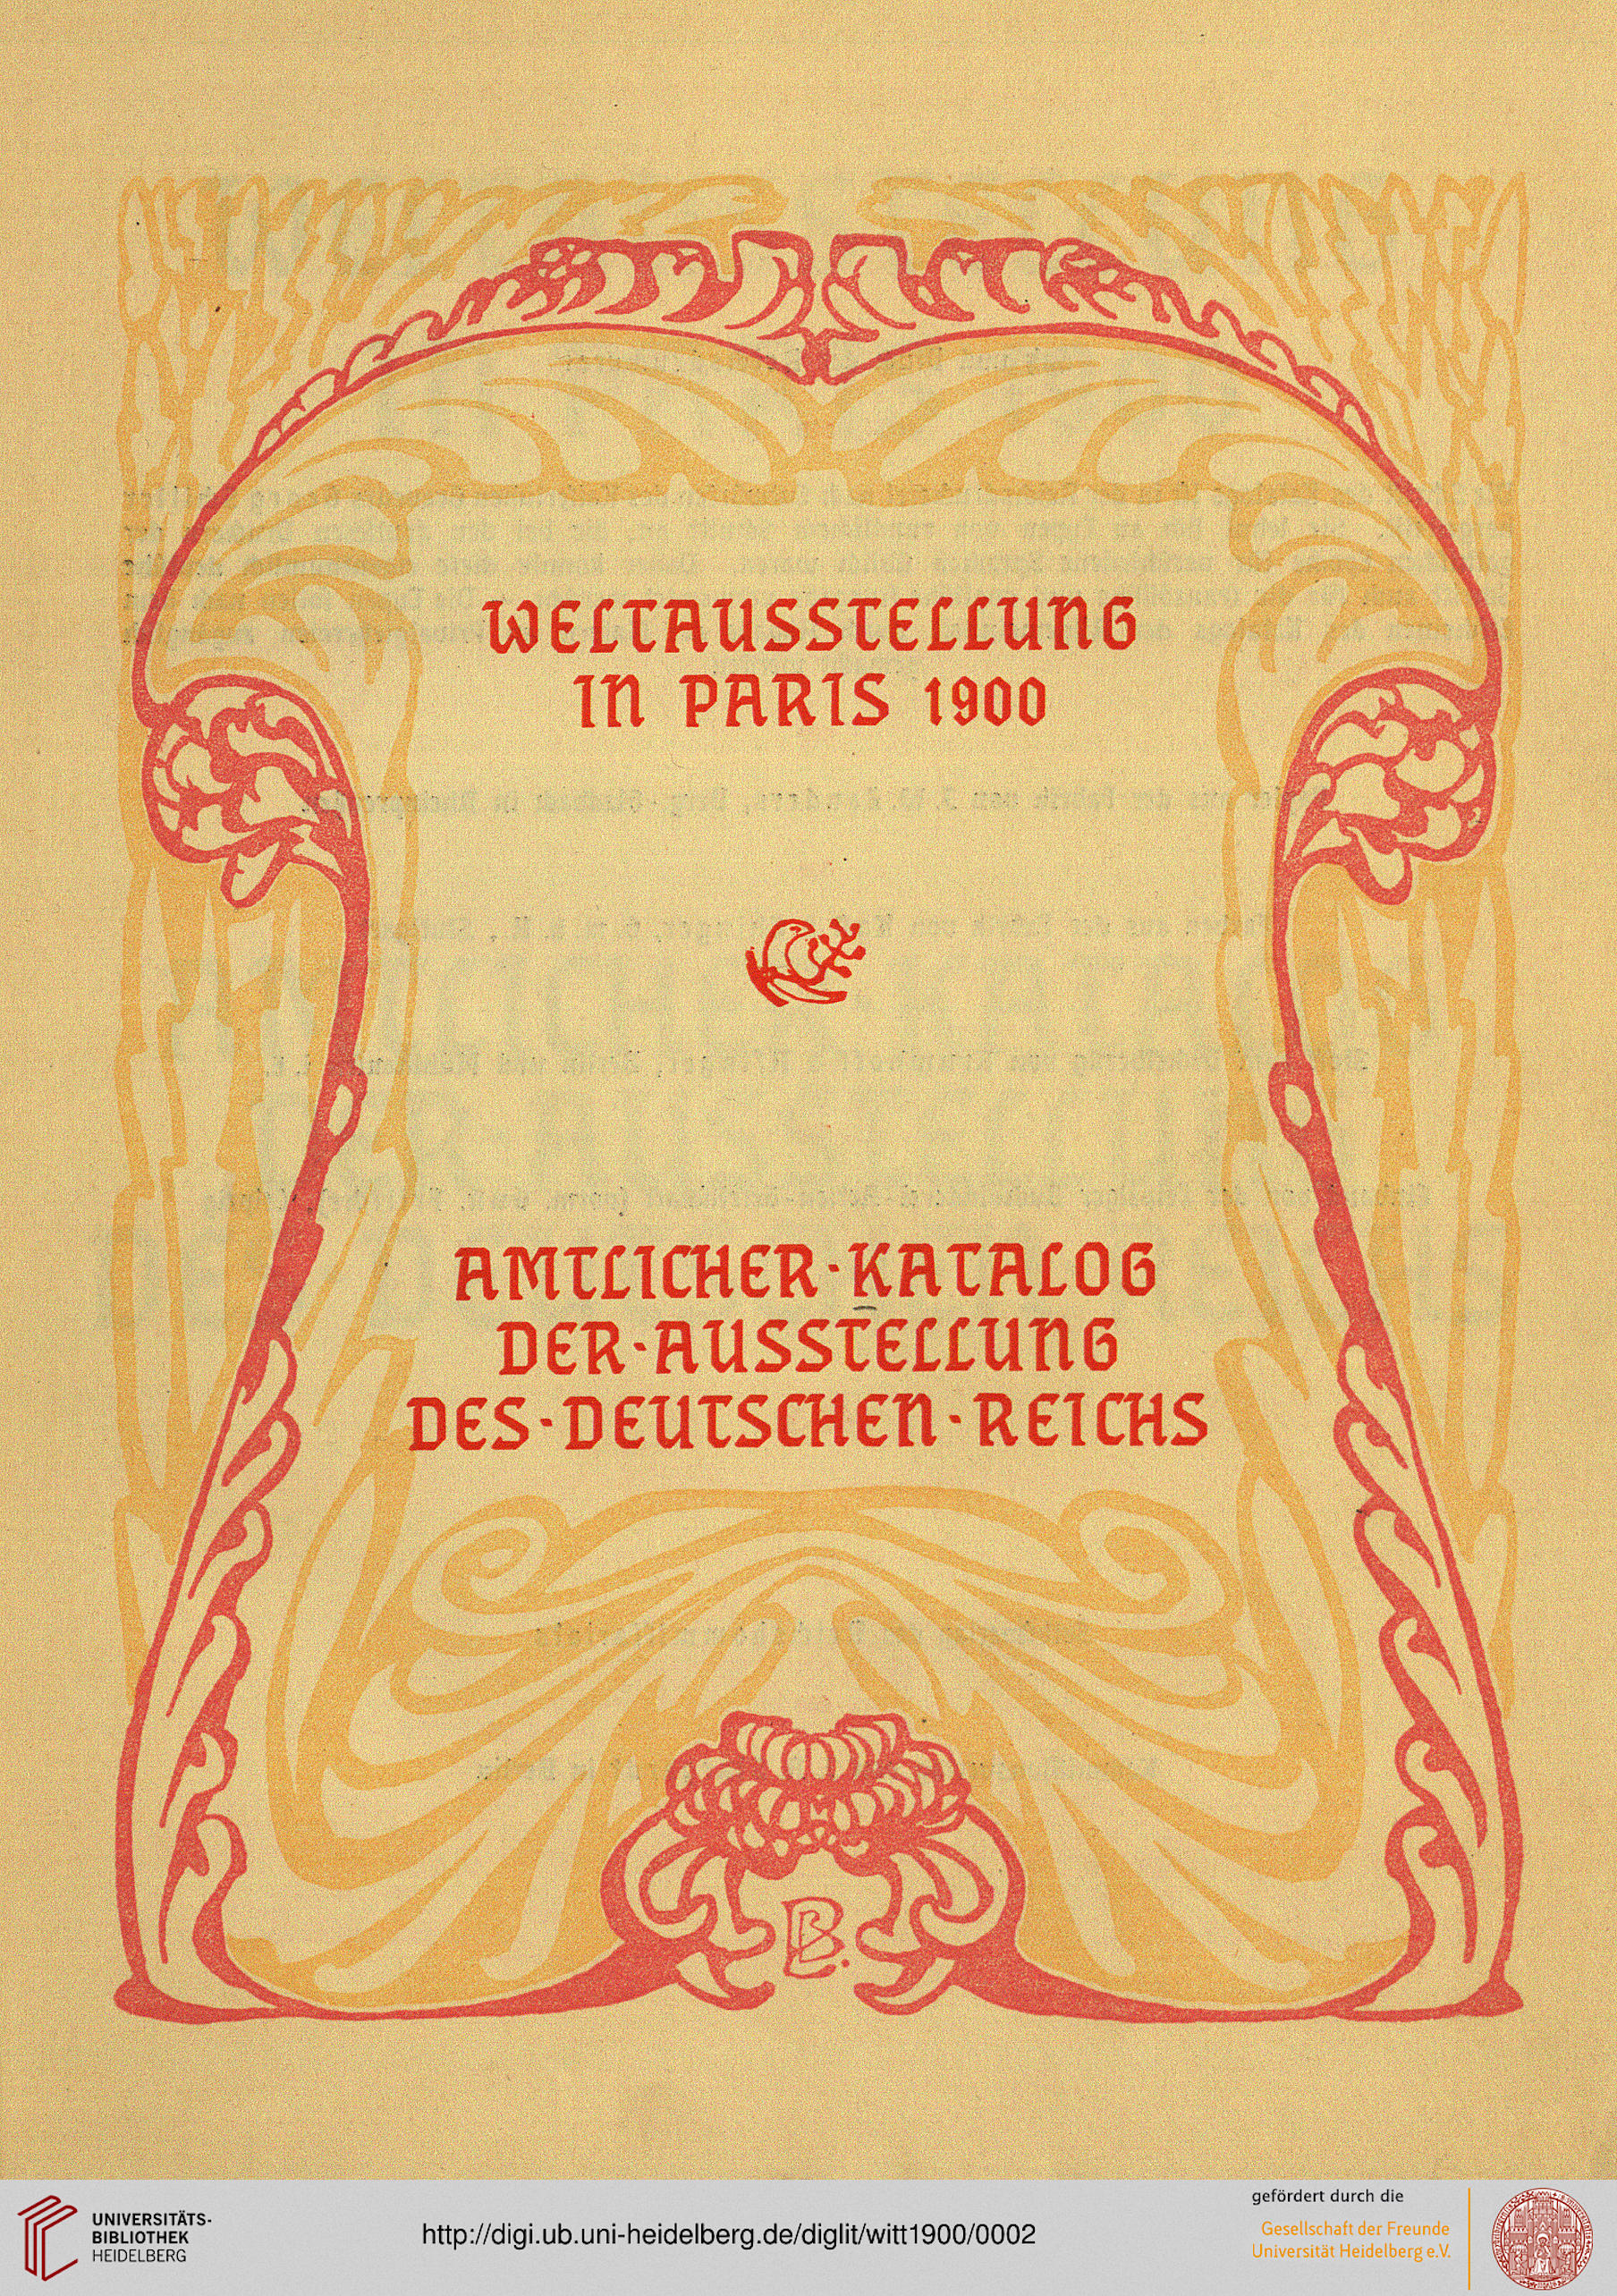 WELTAUSSTELLUNG
IN PARIS 1900
AMTLICHER·KATALOG
DER·AUSSTELLUNG
DES·DEUTSCHEN·REICHS
UNIVERSITÄTS-
BIBLIOTHEK
HEIDELBERG
http://digi.ub.uni-heidelberg.de/diglit/witt1900/0002
gefördert durch die
Gesellschaft der Freunde
Universität Heidelberg e.V.